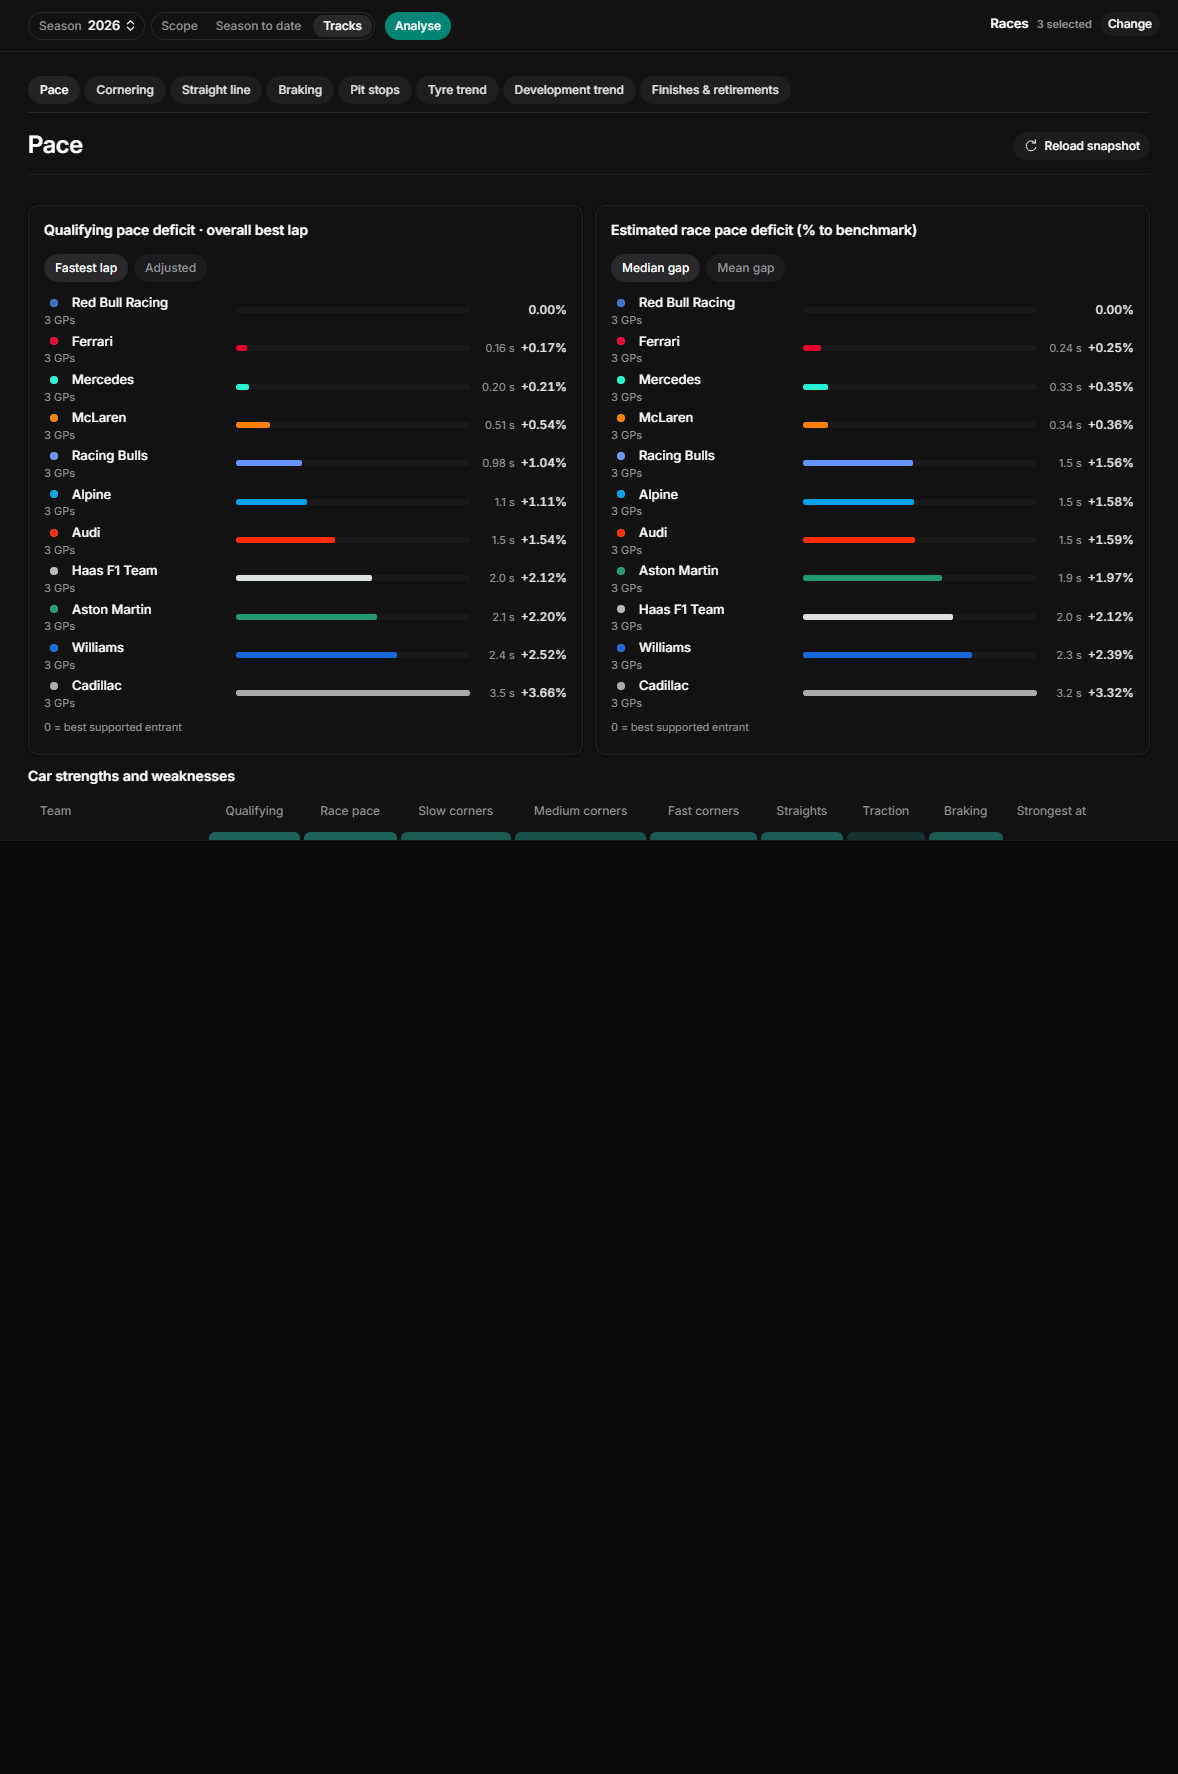 Season 2026 Scope Season to date Tracks Analyse Races 3 selected Change
Pace Cornering Straight line Braking Pit stops Tyre trend Development trend Finishes & retirements
Pace Reload snapshot
Qualifying pace deficit · overall best lap
Fastest lap Adjusted
Red Bull Racing
3 GPs
0.00%
Ferrari
3 GPs
0.16 s +0.17%
Mercedes
3 GPs
0.20 s +0.21%
McLaren
3 GPs
0.51 s +0.54%
Racing Bulls
3 GPs
0.98 s +1.04%
Alpine
3 GPs
1.1 s +1.11%
Audi
3 GPs
1.5 s +1.54%
Haas F1 Team
3 GPs
2.0 s +2.12%
Aston Martin
3 GPs
2.1 s +2.20%
Williams
3 GPs
2.4 s +2.52%
Cadillac
3 GPs
3.5 s +3.66%
0 = best supported entrant
Estimated race pace deficit (% to benchmark)
Median gap Mean gap
Red Bull Racing
3 GPs
0.00%
Ferrari
3 GPs
0.24 s +0.25%
Mercedes
3 GPs
0.33 s +0.35%
McLaren
3 GPs
0.34 s +0.36%
Racing Bulls
3 GPs
1.5 s +1.56%
Alpine
3 GPs
1.5 s +1.58%
Audi
3 GPs
1.5 s +1.59%
Aston Martin
3 GPs
1.9 s +1.97%
Haas F1 Team
3 GPs
2.0 s +2.12%
Williams
3 GPs
2.3 s +2.39%
Cadillac
3 GPs
3.2 s +3.32%
0 = best supported entrant
Car strengths and weaknesses
Team Qualifying Race pace Slow corners Medium corners Fast corners Straights Traction Braking Strongest at